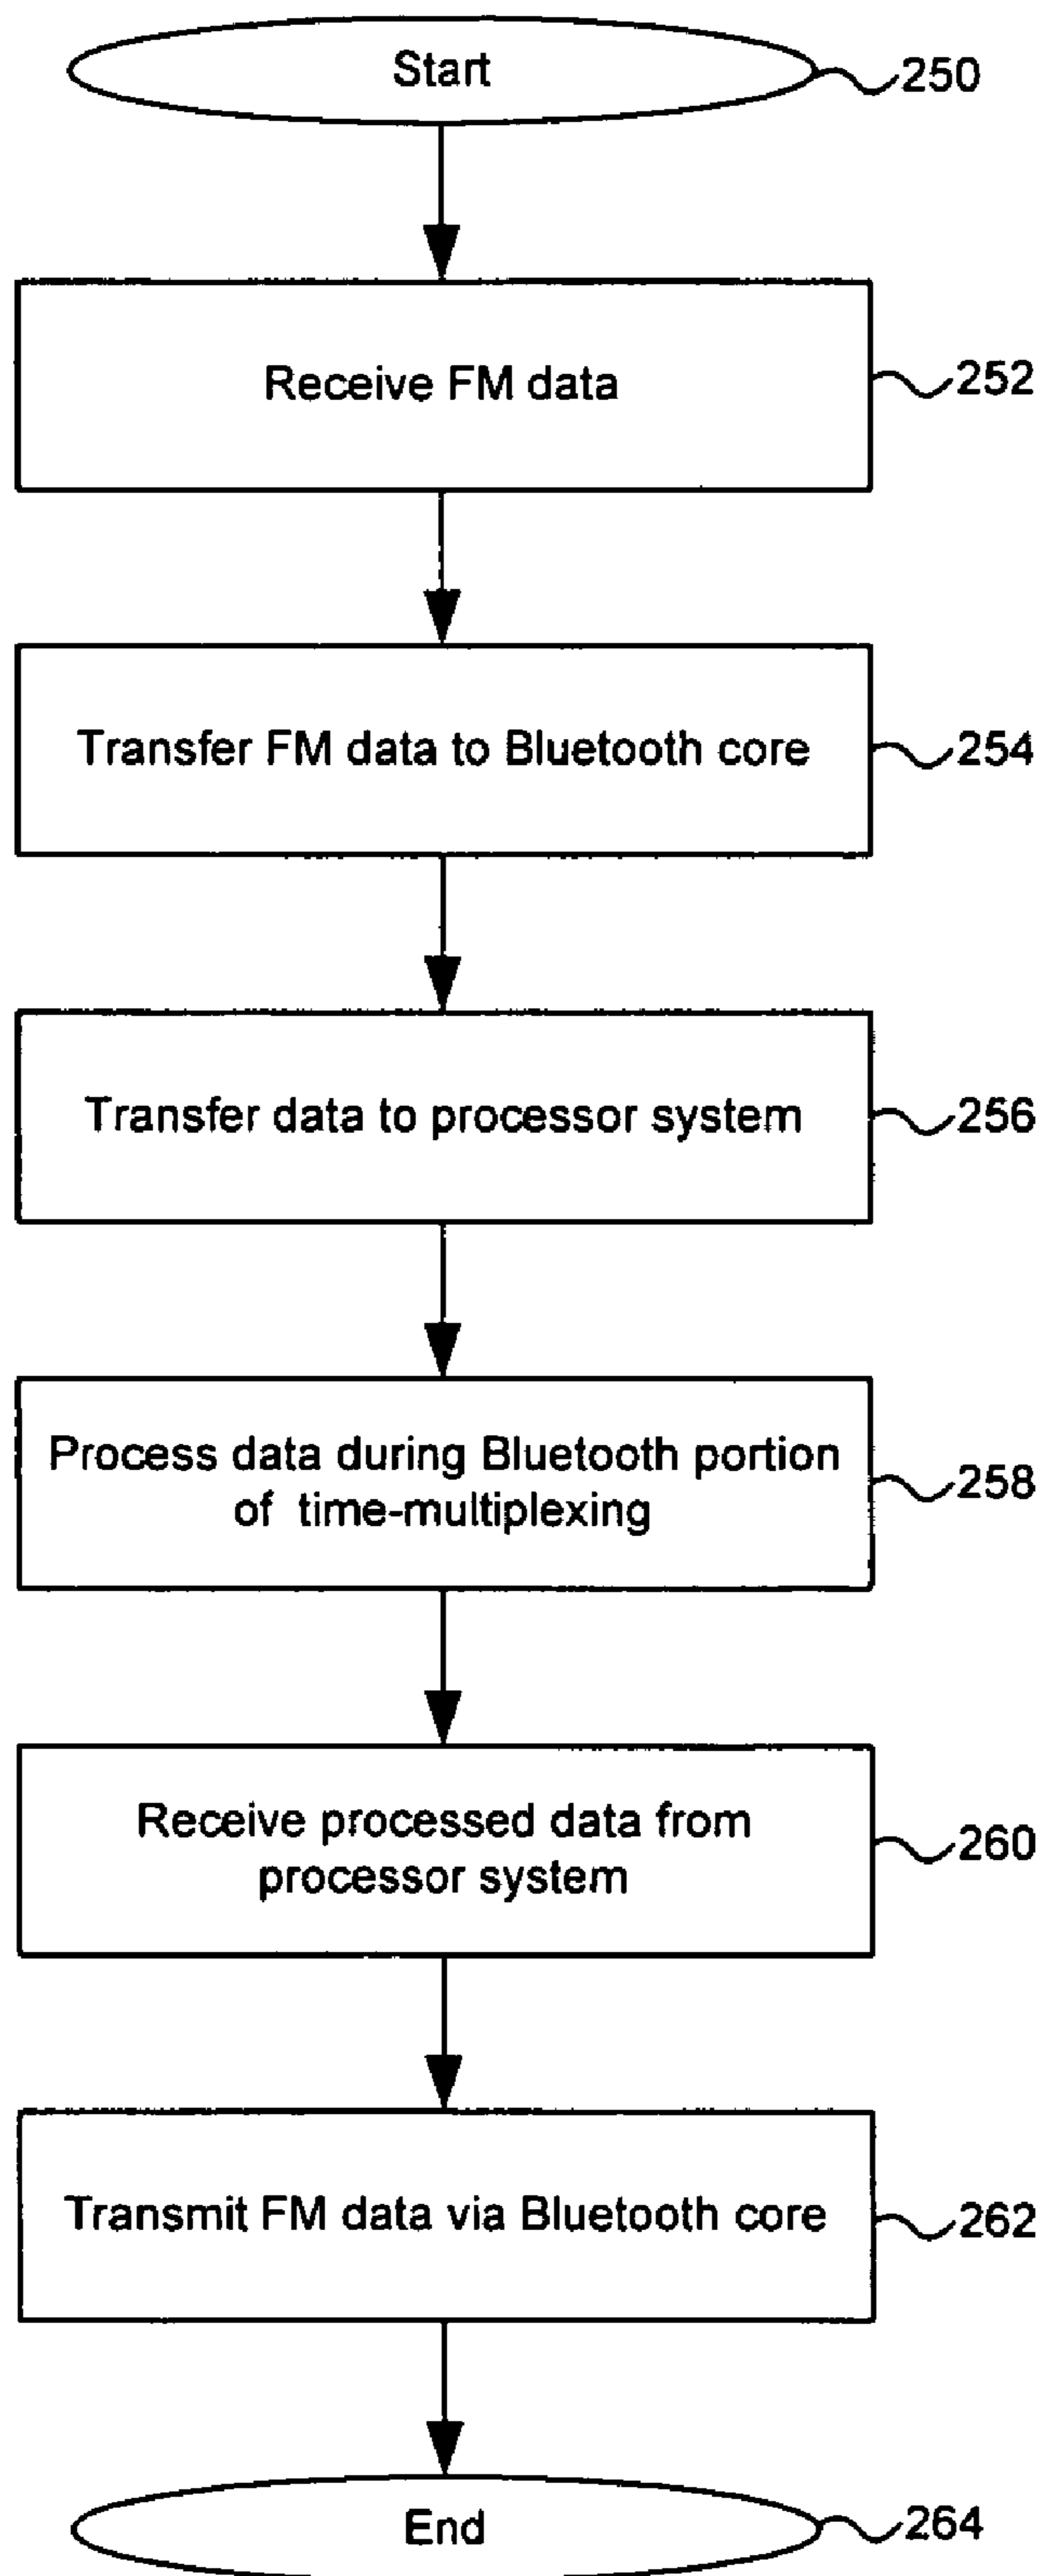 Start
250
Receive FM data
252
Transfer FM data to Bluetooth core
254
Transfer data to processor system
256
Process data during Bluetooth portion
of time-multiplexing
258
Receive processed data from
processor system
260
Transmit FM data via Bluetooth core
262
End
264